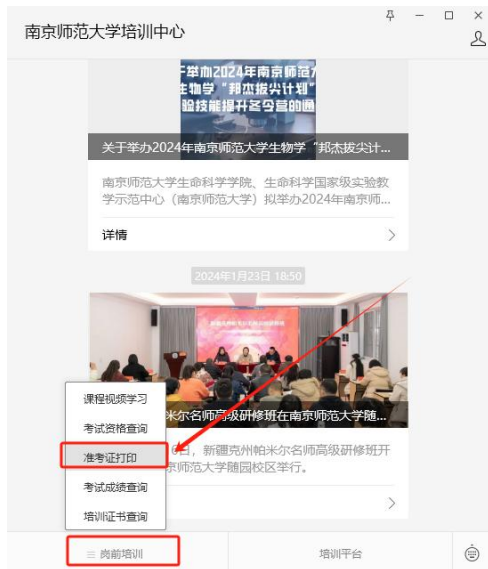 南京师范大学培训中心
于举办2024年南京师范
生物学“邦杰拔尖计划”
验技能提升冬令营的通
关于举办2024年南京师范大学生物学“邦杰拔尖计...
南京师范大学生命科学学院、生命科学国家级实验教
学示范中心（南京师范大学）拟举办2024年南京师...
详情
2024年1月23日 18:50
米尔名师高级研修班在南京师范大学随...
6日，新疆克州帕米尔名师高级研修班开
京师范大学随园校区举行。
课程视频学习
考试资格查询
准考证打印
考试成绩查询
培训证书查询
岗前培训
培训平台